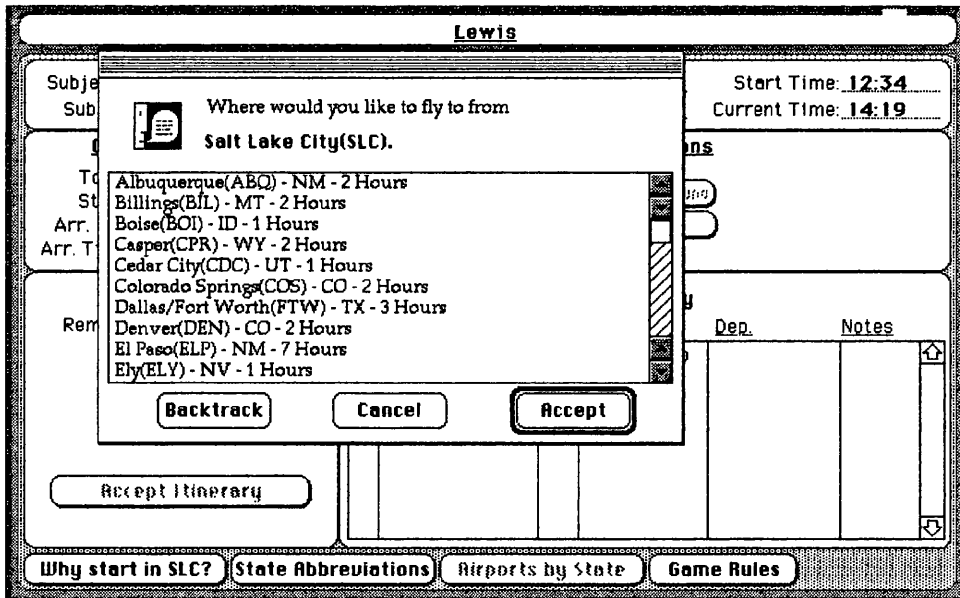 Lewis
Subje
Start Time: 12:34
Sub
Current Time: 14:19
Where would you like to fly to from
Salt Lake City(SLC).
ns
To
St
Arr.
Arr. T
Albuquerque(ABQ) - NM - 2 Hours
Billings(BIL) - MT - 2 Hours
Boise(BOI) - ID - 1 Hours
Casper(CPR) - WY - 2 Hours
Cedar City(CDC) - UT - 1 Hours
Colorado Springs(COS) - CO - 2 Hours
Dallas/Fort Worth(FTW) - TX - 3 Hours
Denver(DEN) - CO - 2 Hours
El Paso(ELP) - NM - 7 Hours
Ely(ELY) - NV - 1 Hours
y
Rem
Dep.
Notes
Backtrack
Cancel
Accept
Accept Itinerary
Why start in SLC?
State Abbreviations
Airports by State
Game Rules